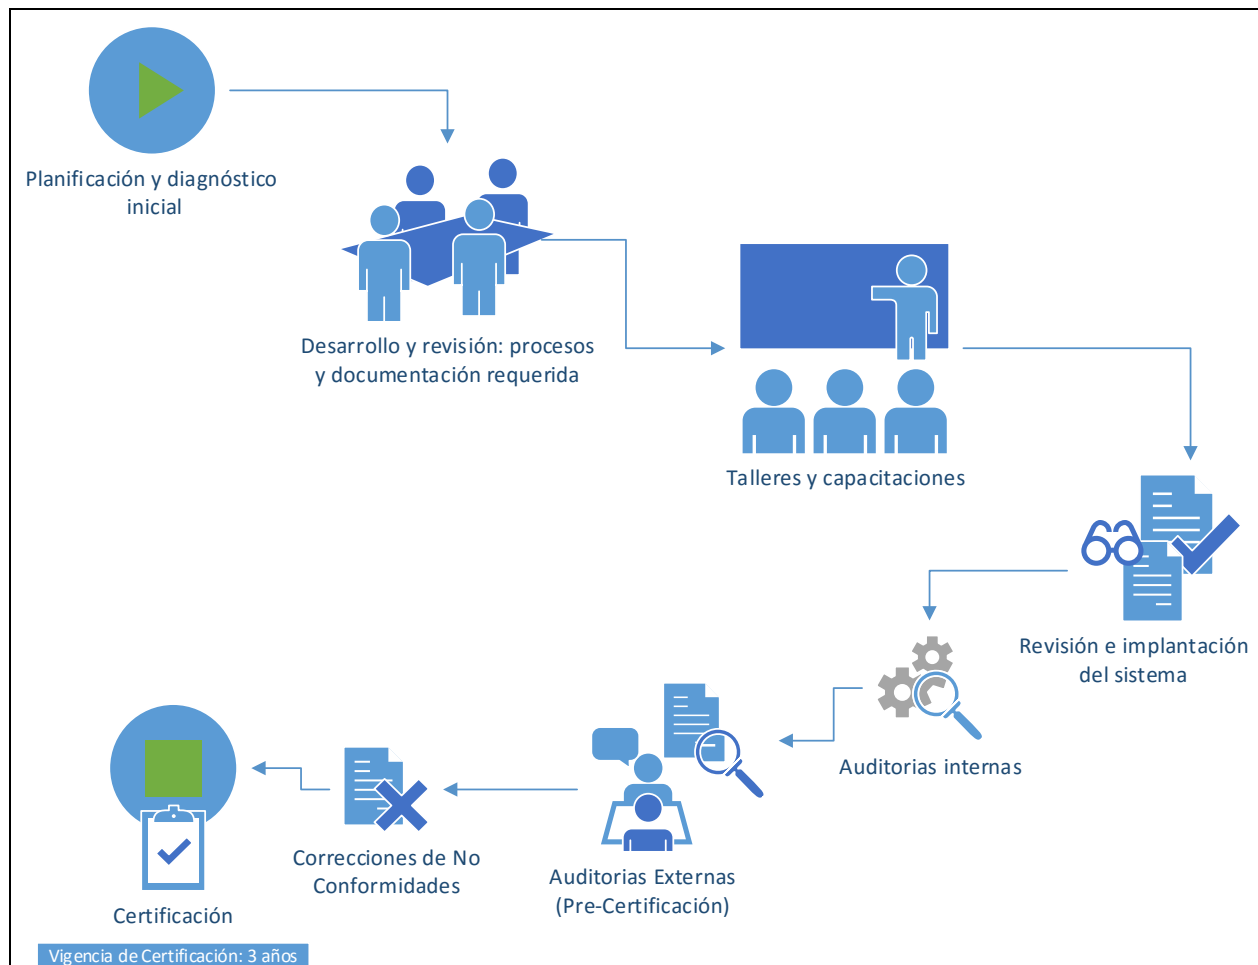 Planificación y diagnóstico
inicial
Desarrollo y revisión: procesos
y documentación requerida
Talleres y capacitaciones
Revisión e implantación
del sistema
Auditorias internas
Auditorias Externas
(Pre-Certificación)
Correcciones de No
Conformidades
Certificación
Vigencia de Certificación: 3 años